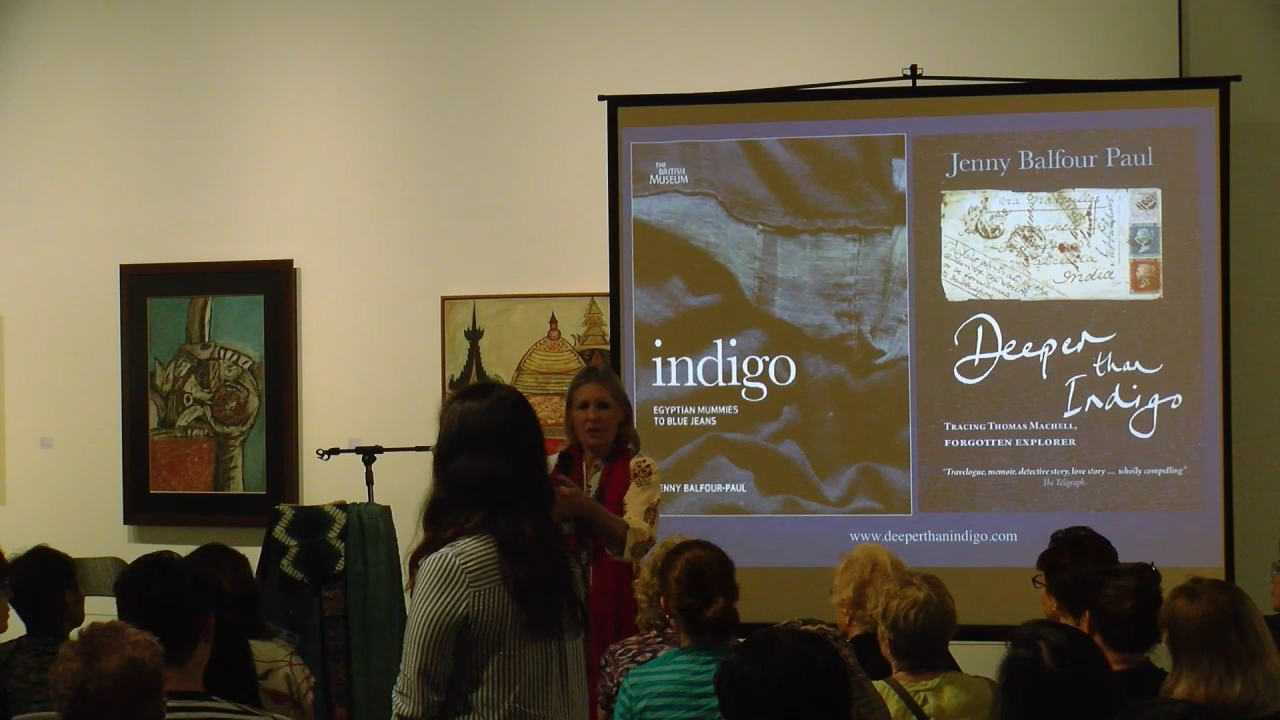 THE
BRITISH
MUSEUM
indigo
EGYPTIAN MUMMIES
TO BLUE JEANS
ENNY BALFOUR-PAUL
Jenny Balfour Paul
India
Deeper
than
Indigo
TRACING THOMAS MACHELL,
FORGOTTEN EXPLORER
"Travelogue, memoir, detective story, love story ... wholly compelling"
The Telegraph
www.deeperthanindigo.com